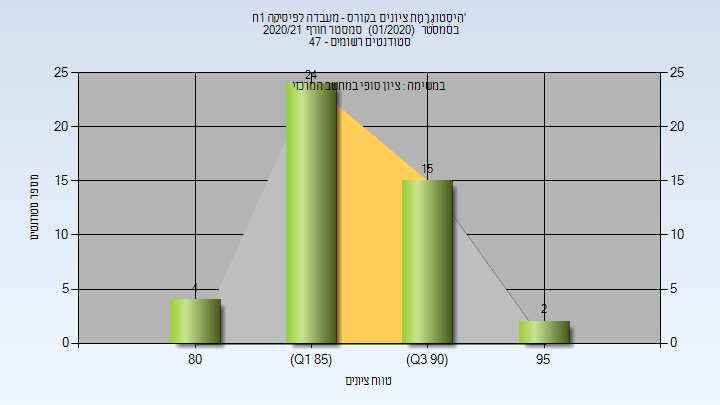 היסטוגרמת ציונים בקורס - מעבדה לפיסיקה 1ח'
בסמסטר (01/2020) סמסטר חורף 2020/21
סטודנטים רשומים - 47
במשימה : ציון סופי במחשב המרכזי
מספר סטודנטים
25
20
15
10
5
0
25
20
15
10
5
0
4
24
15
2
80
(Q1 85)
(Q3 90)
95
טווח ציונים